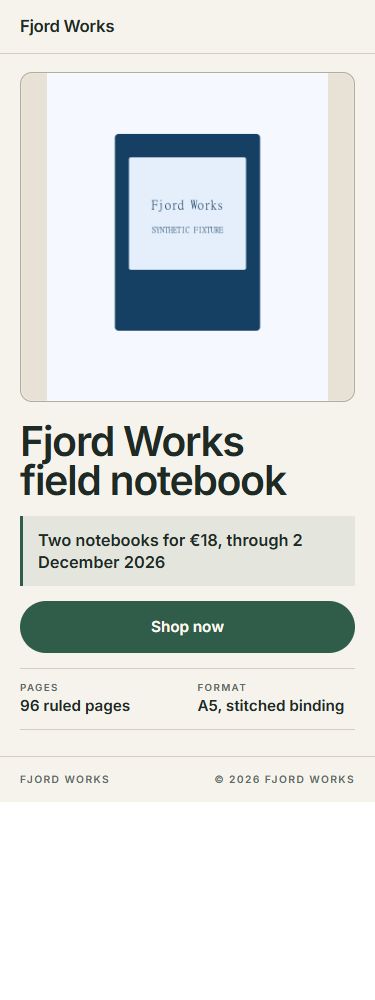 Fjord Works
Fjord Works
SYNTHETIC FIXTURE
Fjord Works
field notebook
Two notebooks for €18, through 2
December 2026
Shop now
PAGES
96 ruled pages
FORMAT
A5, stitched binding
FJORD WORKS
© 2026 FJORD WORKS